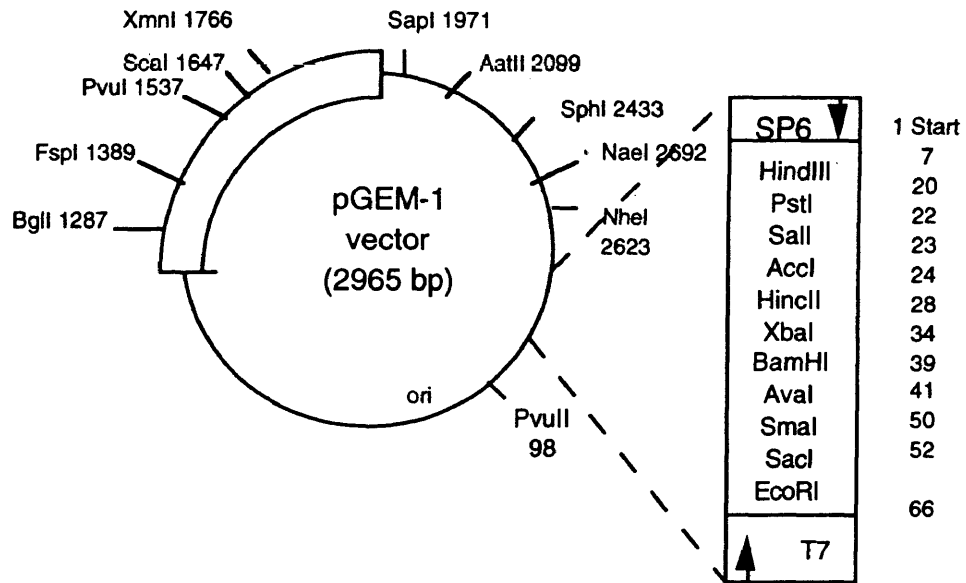 XmnI 1766
ScaI 1647
PvuI 1537
FspI 1389
BglI 1287
SapI 1971
AatII 2099
SphI 2433
NaeI 2692
NheI
2623
pGEM-1
vector
(2965 bp)
ori
PvuII
98
SP6
HindIII
PstI
SalI
AccI
HincII
XbaI
BamHI
AvaI
SmaI
SacI
EcoRI
T7
1 Start
7
20
22
23
24
28
34
39
41
50
52
66